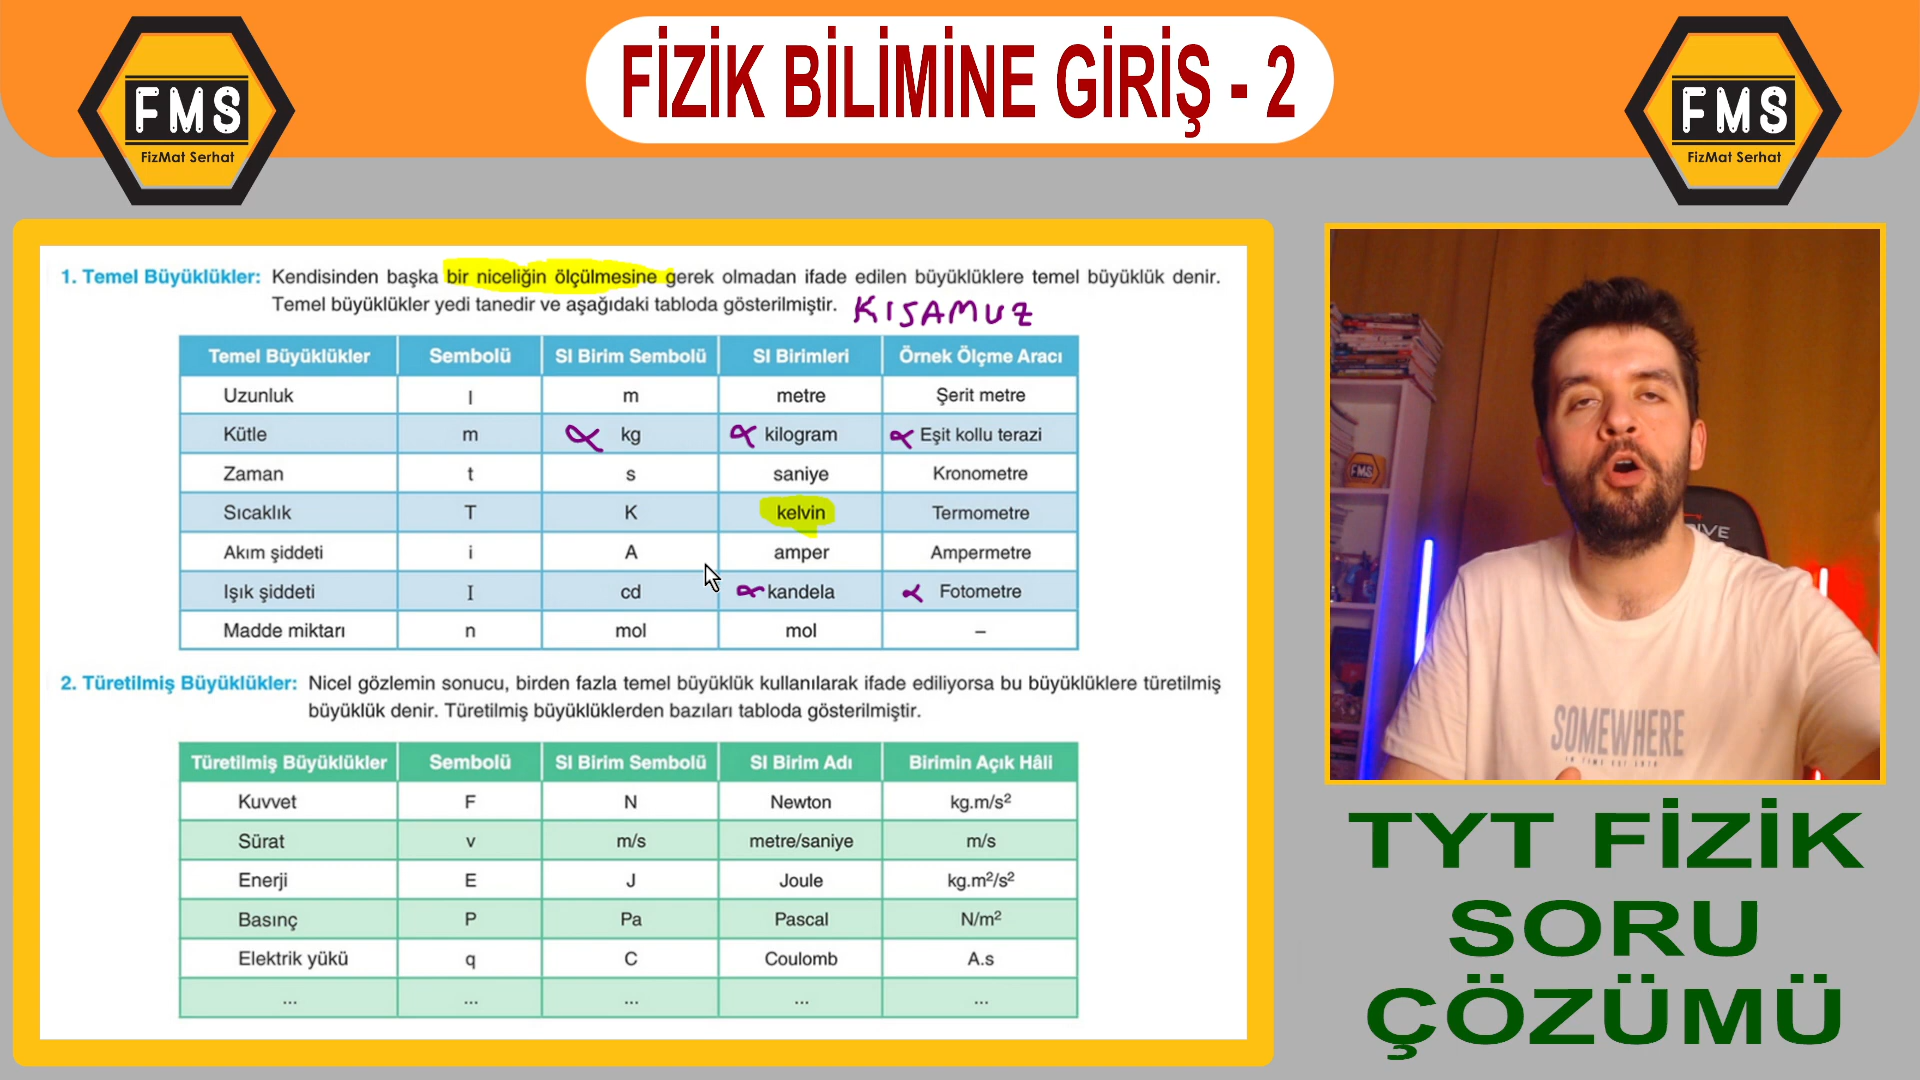 FMS
FizMat Serhat
FİZİK BİLİMİNE GİRİŞ - 2
FMS
FizMat Serhat
1. Temel Büyüklükler: Kendisinden başka bir niceliğin ölçülmesine gerek olmadan ifade edilen büyüklüklere temel büyüklük denir.
Temel büyüklükler yedi tanedir ve aşağıdaki tabloda gösterilmiştir. KISAMUZ
Temel Büyüklükler Sembolü SI Birim Sembolü SI Birimleri Örnek Ölçme Aracı
Uzunluk l m metre Şerit metre
Kütle m kg kilogram Eşit kollu terazi
Zaman t s saniye Kronometre
Sıcaklık T K kelvin Termometre
Akım şiddeti i A amper Ampermetre
Işık şiddeti I cd kandela Fotometre
Madde miktarı n mol mol –
2. Türetilmiş Büyüklükler: Nicel gözlemin sonucu, birden fazla temel büyüklük kullanılarak ifade ediliyorsa bu büyüklüklere türetilmiş
büyüklük denir. Türetilmiş büyüklüklerden bazıları tabloda gösterilmiştir.
Türetilmiş Büyüklükler Sembolü SI Birim Sembolü SI Birim Adı Birimin Açık Hâli
Kuvvet F N Newton kg.m/s²
Sürat v m/s metre/saniye m/s
Enerji E J Joule kg.m²/s²
Basınç P Pa Pascal N/m²
Elektrik yükü q C Coulomb A.s
... ... ... ... ...
FMS
SOMEWHERE
TYT FİZİK
SORU
ÇÖZÜMÜ